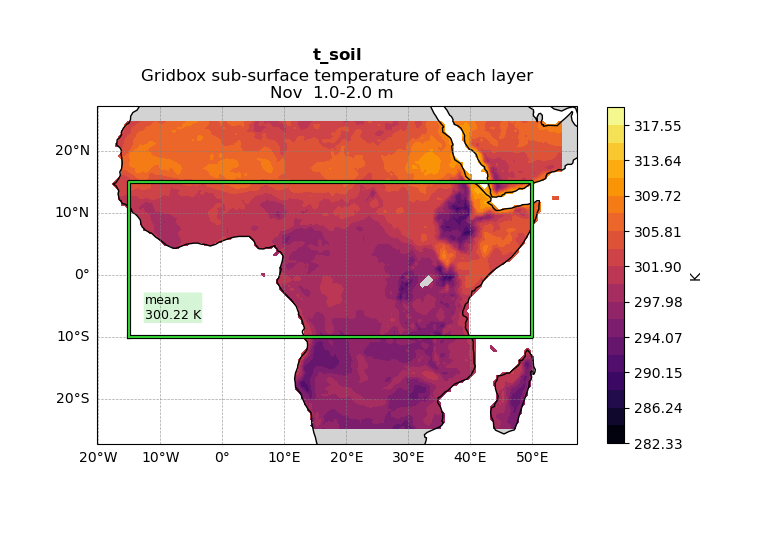 t_soil
Gridbox sub-surface temperature of each layer
Nov  1.0-2.0 m
20°N
10°N
0°
10°S
20°S
mean
300.22 K
20°W
10°W
0°
10°E
20°E
30°E
40°E
50°E
317.55
313.64
309.72
305.81
301.90
297.98
294.07
290.15
286.24
282.33
K